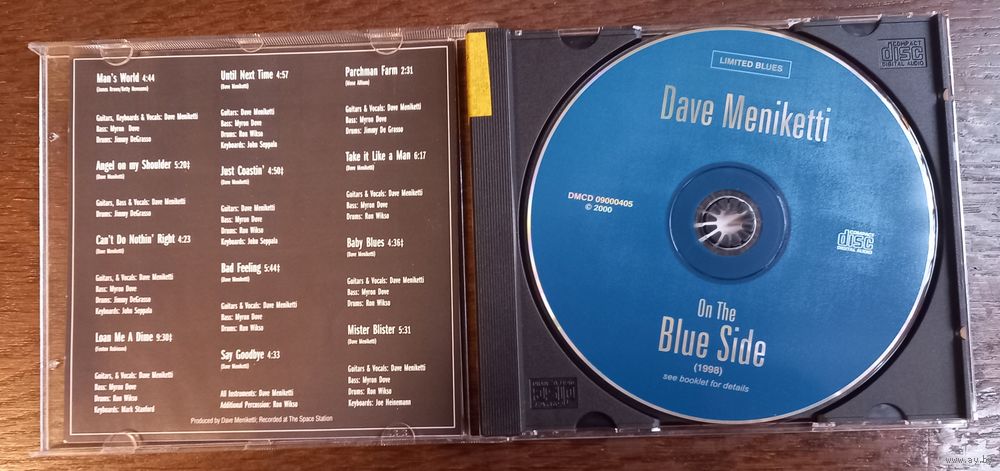 Man's World 4:44
(James Brown/Betty Newsome)
Guitars, Keyboards & Vocals: Dave Meniketti
Bass: Myron Dove
Drums: Jimmy DeGrasso
Angel on my Shoulder 5:20‡
(Dave Meniketti)
Guitars, Bass & Vocals: Dave Meniketti
Drums: Jimmy DeGrasso
Can't Do Nothin' Right 4:23
(Dave Meniketti)
Guitars, & Vocals: Dave Meniketti
Bass: Myron Dove
Drums: Jimmy DeGrasso
Keyboards: John Seppala
Loan Me A Dime 9:30‡
(Fenton Robinson)
Guitars, & Vocals: Dave Meniketti
Bass: Myron Dove
Drums: Ron Wikso
Keyboards: Mark Stanford
Until Next Time 4:57
(Dave Meniketti)
Guitars: Dave Meniketti
Bass: Myron Dove
Drums: Ron Wikso
Keyboards: John Seppala
Just Coastin' 4:50‡
(Dave Meniketti)
Guitars: Dave Meniketti
Bass: Myron Dove
Drums: Ron Wikso
Keyboards: John Seppala
Bad Feeling 5:44‡
(Dave Meniketti)
Guitars & Vocals: Dave Meniketti
Bass: Myron Dove
Drums: Ron Wikso
Say Goodbye 4:33
(Dave Meniketti)
All Instruments: Dave Meniketti
Additional Percussion: Ron Wikso
Parchman Farm 2:31
(Mose Allison)
Guitars & Vocals: Dave Meniketti
Bass: Myron Dove
Drums: Jimmy De Grasso
Take it Like a Man 6:17
(Dave Meniketti)
Guitars & Vocals: Dave Meniketti
Bass: Myron Dove
Drums: Ron Wikso
Baby Blues 4:36‡
(Dave Meniketti)
Guitars & Vocals: Dave Meniketti
Bass: Myron Dove
Drums: Ron Wikso
Mister Blister 5:31
(Dave Meniketti)
Guitars & Vocals: Dave Meniketti
Bass: Myron Dove
Drums: Ron Wikso
Keyboards: Joe Heinemann
Produced by Dave Meniketti; Recorded at The Space Station
LIMITED BLUES
Dave Meniketti
DMCD 09000405
© 2000
COMPACT
disc
DIGITAL AUDIO
On The
Blue Side
(1998)
see booklet for details
COMPACT
disc
DIGITAL AUDIO
www.ay.by